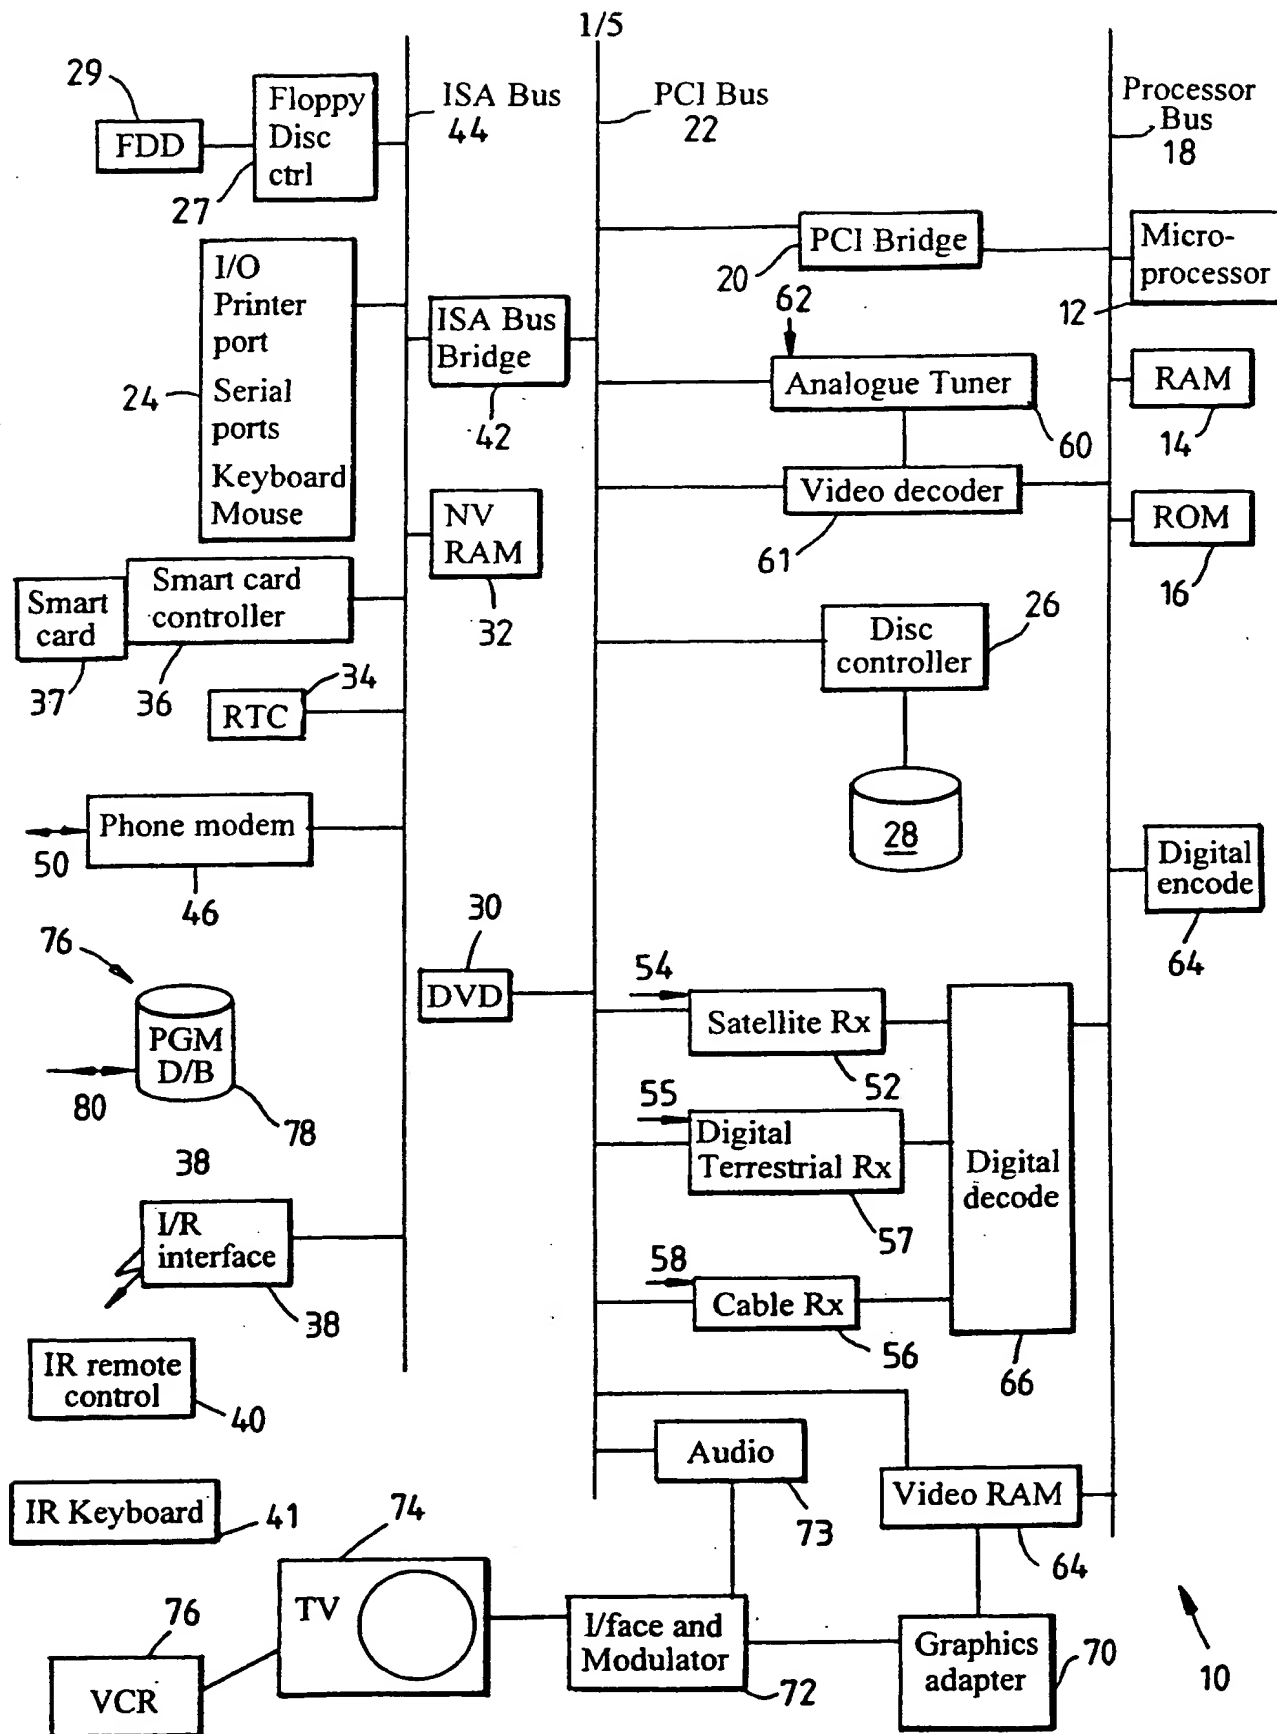 1/5
29
FDD
Floppy
Disc
ctrl
27
ISA Bus
44
PCI Bus
22
Processor
Bus
18
I/O
Printer
port
Serial
ports
Keyboard
Mouse
24
ISA Bus
Bridge
42
PCI Bridge
20
Micro-
processor
12
62
Analogue Tuner
60
RAM
14
Video decoder
61
ROM
16
NV
RAM
32
Smart card
controller
36
Smart
card
37
34
RTC
Disc
controller
26
28
Phone modem
50
46
Digital
encode
64
76
PGM
D/B
80
78
30
DVD
54
Satellite Rx
52
55
Digital
Terrestrial Rx
57
58
Cable Rx
56
Digital
decode
66
38
I/R
interface
38
IR remote
control
40
IR Keyboard
41
Audio
73
Video RAM
64
74
TV
76
VCR
I/face and
Modulator
72
Graphics
adapter
70
10